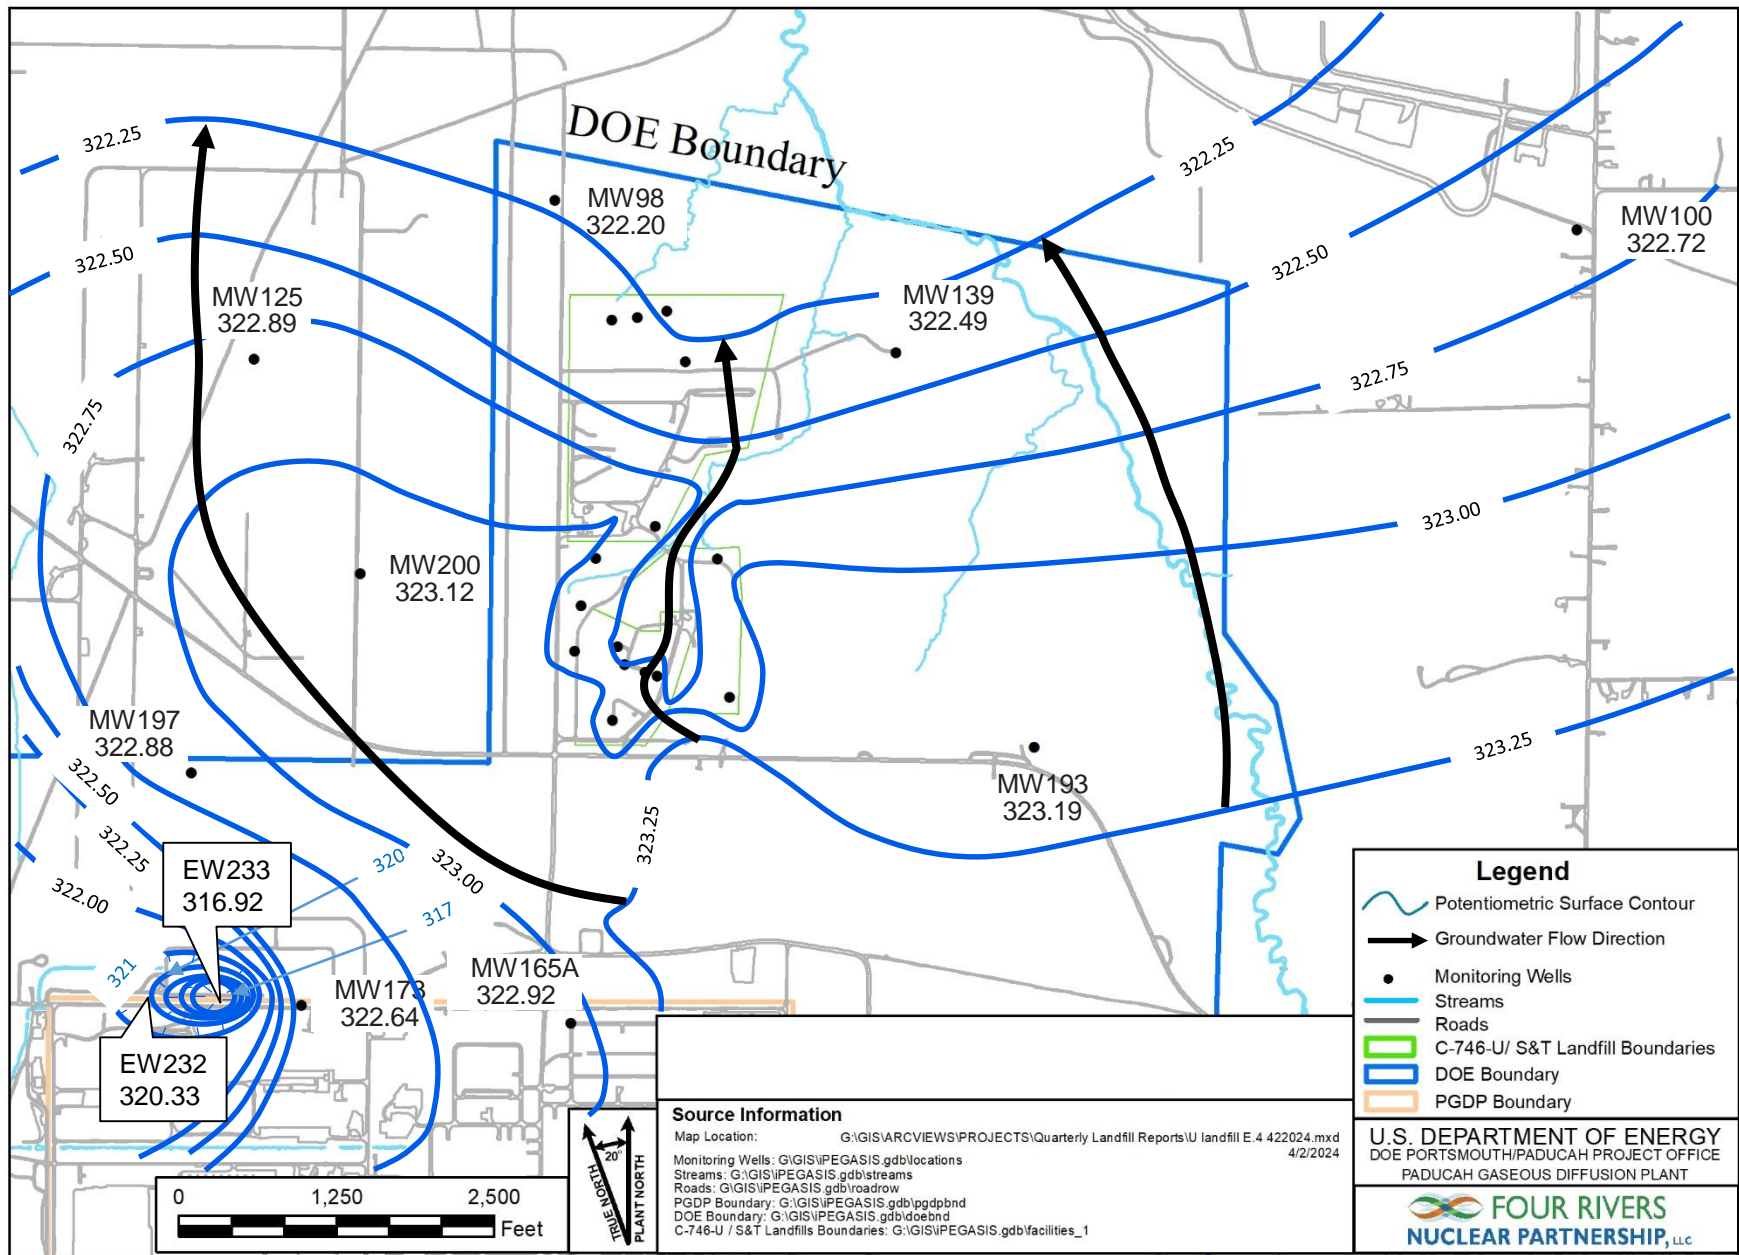 DOE Boundary
322.25
MW98
322.20
322.25
MW100
322.72
322.50
322.50
MW125
322.89
MW139
322.49
322.75
322.75
323.00
MW200
323.12
MW197
322.88
322.50
MW193
323.19
323.25
323.25
322.25
322.00
EW233
316.92
320
323.00
317
321
MW173
322.64
MW165A
322.92
EW232
320.33
Legend
Potentiometric Surface Contour
Groundwater Flow Direction
Monitoring Wells
Streams
Roads
C-746-U/ S&T Landfill Boundaries
DOE Boundary
PGDP Boundary
U.S. DEPARTMENT OF ENERGY
DOE PORTSMOUTH/PADUCAH PROJECT OFFICE
PADUCAH GASEOUS DIFFUSION PLANT
FOUR RIVERS
NUCLEAR PARTNERSHIP, LLC
Source Information
Map Location: G:\GIS\ARCVIEWS\PROJECTS\Quarterly Landfill Reports\U landfill E.4 422024.mxd
4/2/2024
Monitoring Wells: G\GIS\iPEGASIS.gdb\locations
Streams: G:\GIS\iPEGASIS.gdb\streams
Roads: G\GIS\iPEGASIS.gdb\roadrow
PGDP Boundary: G:\GIS\iPEGASIS.gdb\pgdpbnd
DOE Boundary: G:\GIS\iPEGASIS.gdb\doebnd
C-746-U / S&T Landfills Boundaries: G:\GIS\iPEGASIS.gdb\facilities_1
20°
TRUE NORTH
PLANT NORTH
0 1,250 2,500
Feet